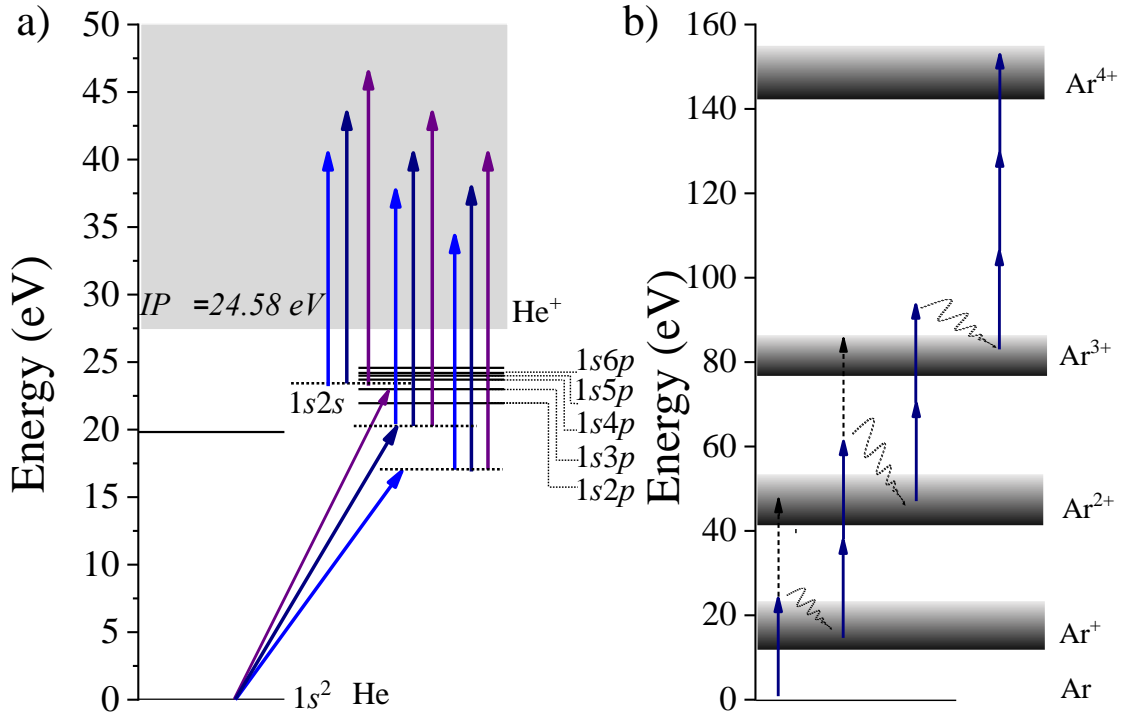 a)
Energy (eV)
50
45
40
35
30
25
20
15
10
5
0
IP =24.58 eV
He⁺
1s6p
1s5p
1s4p
1s3p
1s2p
1s2s
1s² He
b)
Energy (eV)
160
140
120
100
80
60
40
20
0
Ar⁴⁺
Ar³⁺
Ar²⁺
Ar⁺
Ar